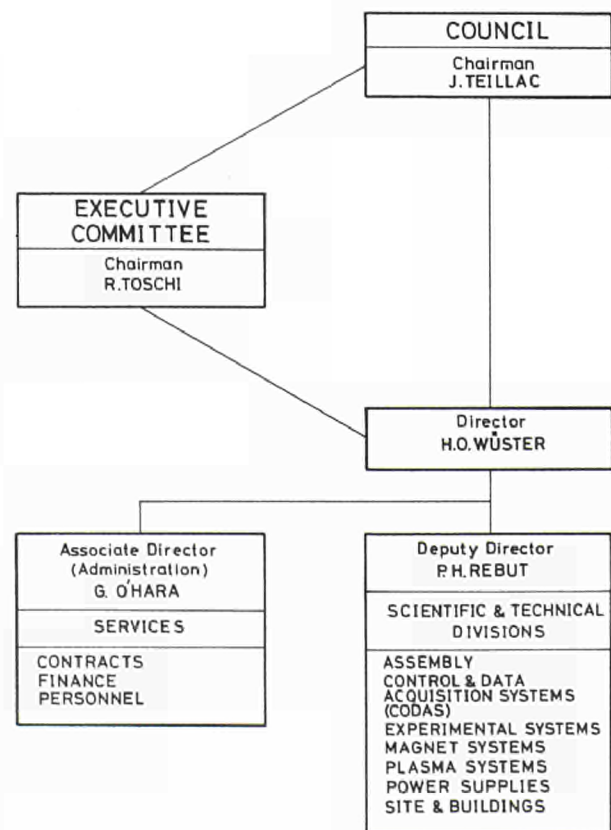 COUNCIL
Chairman
J. TEILLAC
EXECUTIVE
COMMITTEE
Chairman
R. TOSCHI
Director
H.O. WÜSTER
Associate Director
(Administration)
G. O'HARA
SERVICES
CONTRACTS
FINANCE
PERSONNEL
Deputy Director
P. H. REBUT
SCIENTIFIC & TECHNICAL
DIVISIONS
ASSEMBLY
CONTROL & DATA
ACQUISITION SYSTEMS
(CODAS)
EXPERIMENTAL SYSTEMS
MAGNET SYSTEMS
PLASMA SYSTEMS
POWER SUPPLIES
SITE & BUILDINGS